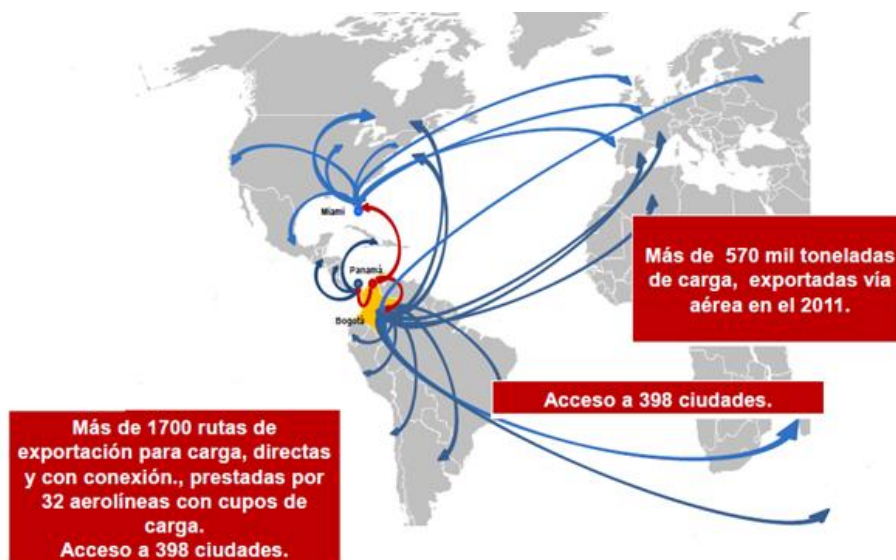 Miami
Panamá
Bogotá
Más de 570 mil toneladas
de carga, exportadas vía
aérea en el 2011.
Acceso a 398 ciudades.
Más de 1700 rutas de
exportación para carga, directas
y con conexión., prestadas por
32 aerolíneas con cupos de
carga.
Acceso a 398 ciudades.